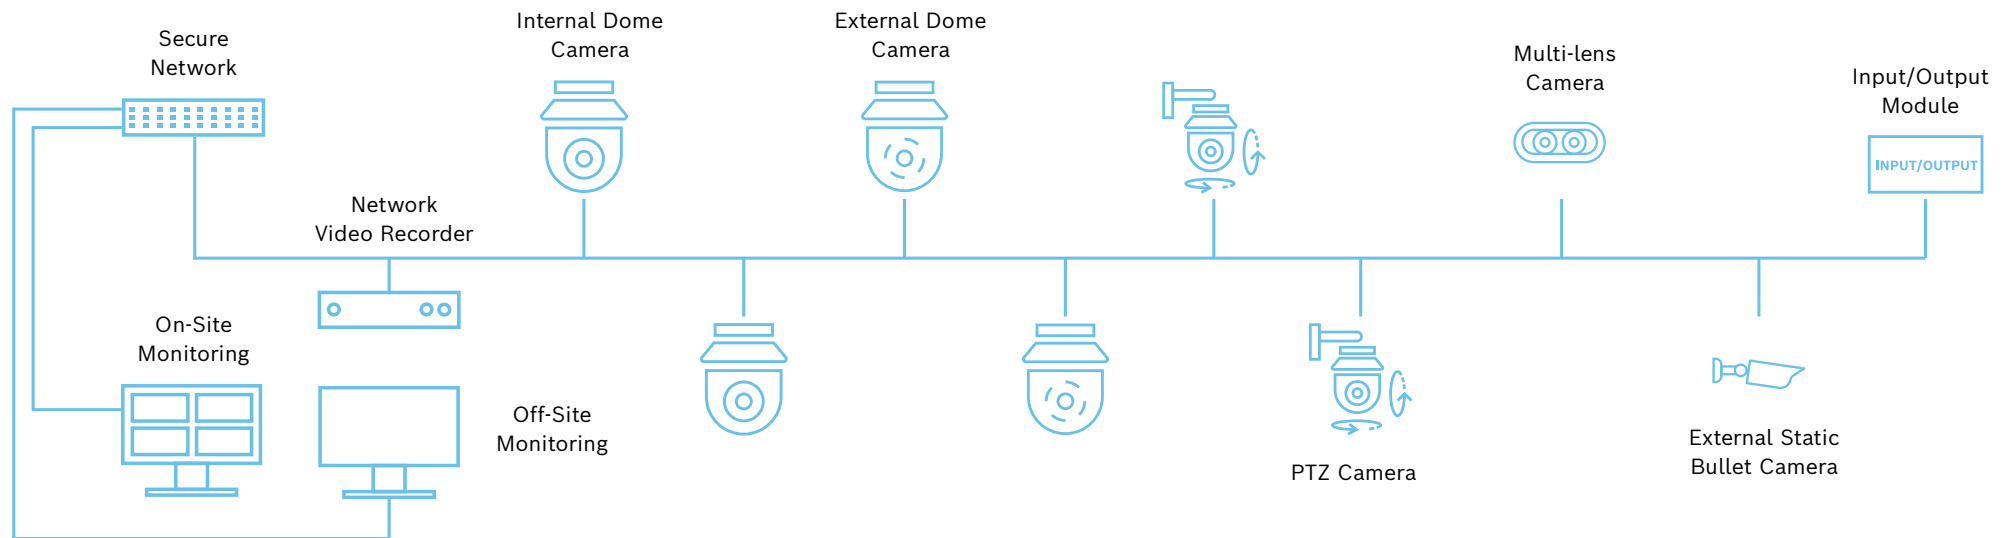 Secure
Network
Internal Dome
Camera
External Dome
Camera
Multi-lens
Camera
Input/Output
Module
INPUT/OUTPUT
Network
Video Recorder
On-Site
Monitoring
Off-Site
Monitoring
PTZ Camera
External Static
Bullet Camera